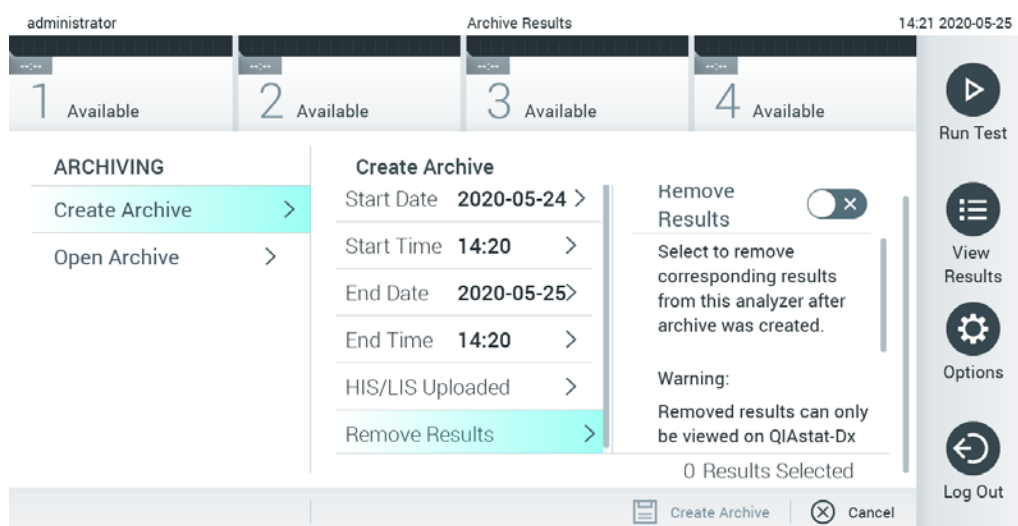 administrator
Archive Results
14:21 2020-05-25
--:--
--:--
--:--
--:--
1 Available
2 Available
3 Available
4 Available
Run Test
ARCHIVING
Create Archive
Open Archive
Create Archive
Start Date 2020-05-24
Start Time 14:20
End Date 2020-05-25
End Time 14:20
HIS/LIS Uploaded
Remove Results
Remove
Results
Select to remove
corresponding results
from this analyzer after
archive was created.
Warning:
Removed results can only
be viewed on QIAstat-Dx
0 Results Selected
View
Results
Options
Log Out
Create Archive
Cancel